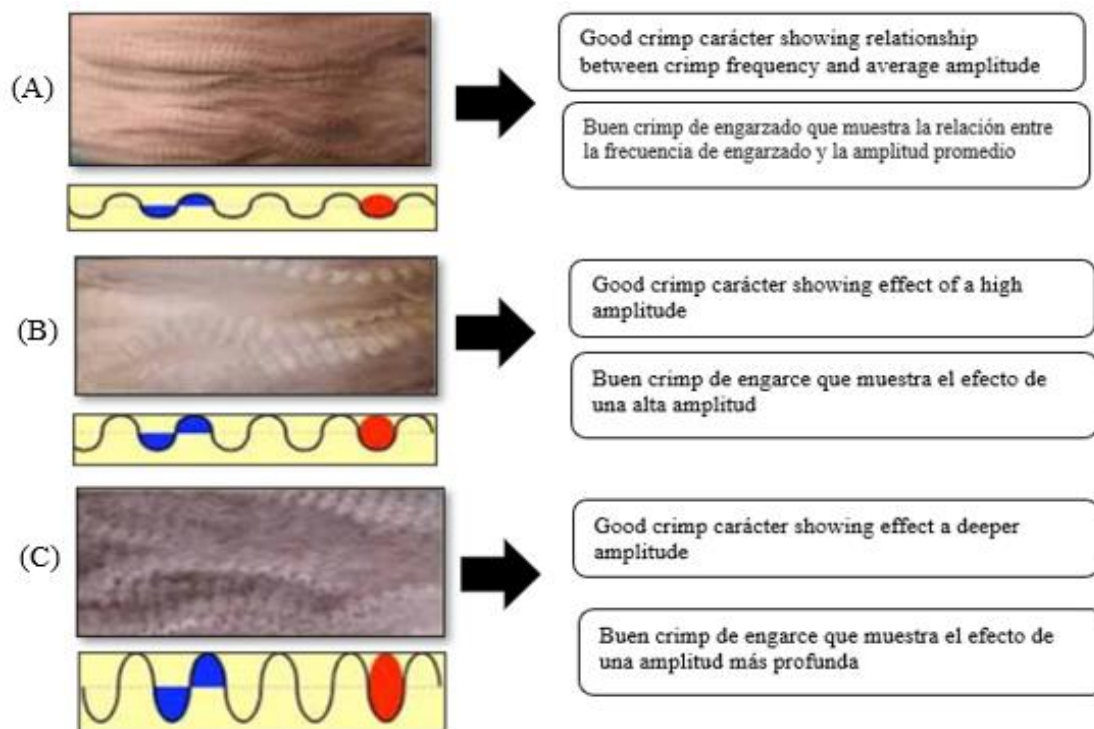 (A)
Good crimp carácter showing relationship
between crimp frequency and average amplitude
Buen crimp de engarzado que muestra la relación entre
la frecuencia de engarzado y la amplitud promedio
(B)
Good crimp carácter showing effect of a high
amplitude
Buen crimp de engarce que muestra el efecto de
una alta amplitud
(C)
Good crimp carácter showing effect a deeper
amplitude
Buen crimp de engarce que muestra el efecto de
una amplitud más profunda